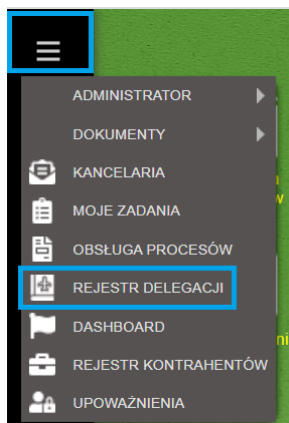 ADMINISTRATOR
DOKUMENTY
KANCELARIA
MOJE ZADANIA
OBSŁUGA PROCESÓW
REJESTR DELEGACJI
DASHBOARD
REJESTR KONTRAHENTÓW
UPOWAŻNIENIA